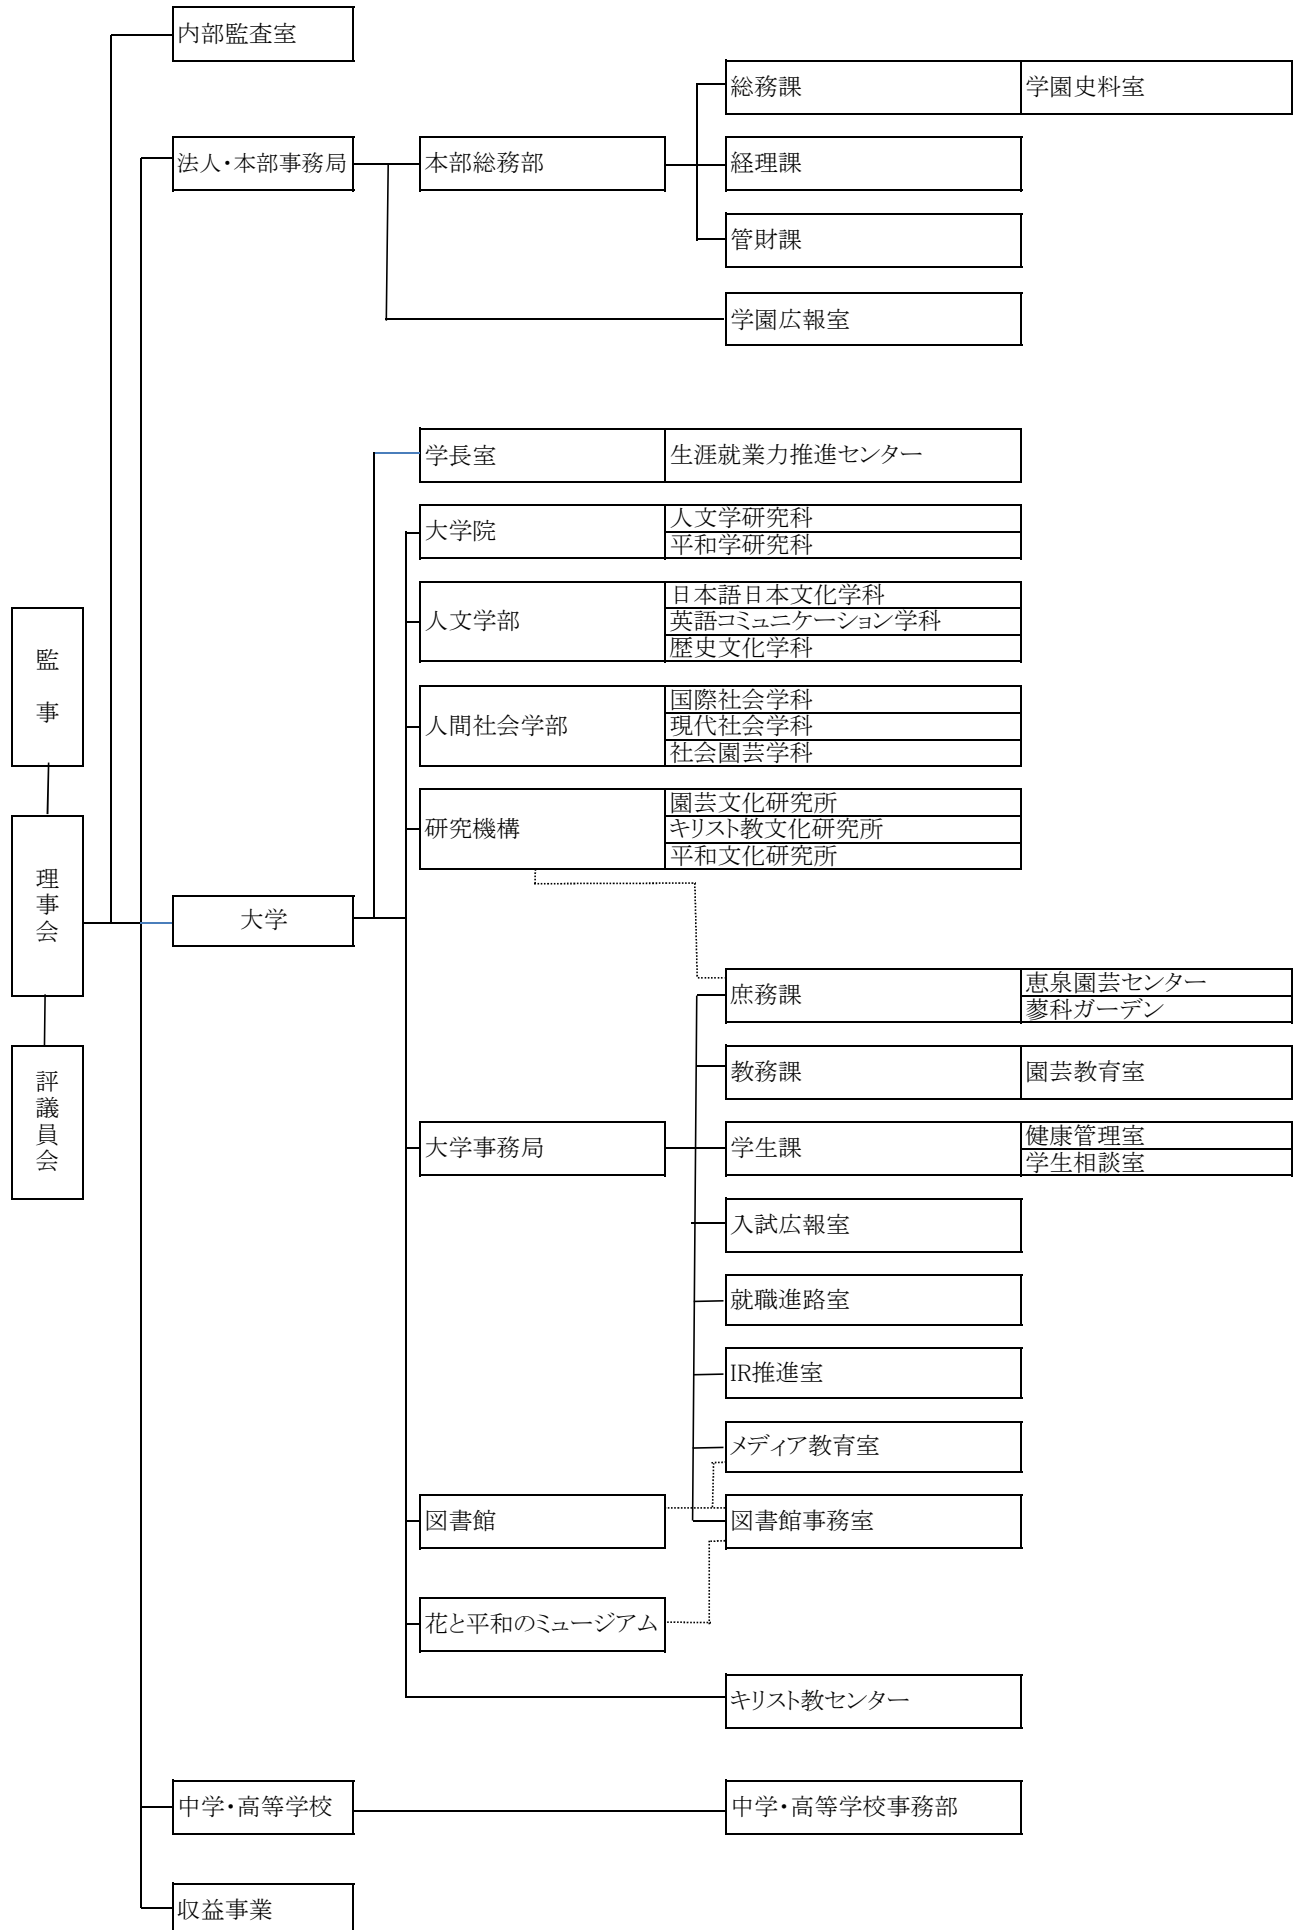 内部監査室
総務課
学園史料室
法人・本部事務局
本部総務部
経理課
管財課
学園広報室
学長室
生涯就業力推進センター
大学院
人文学研究科
平和学研究科
人文学部
日本語日本文化学科
英語コミュニケーション学科
歴史文化学科
監事
人間社会学部
国際社会学科
現代社会学科
社会園芸学科
研究機構
園芸文化研究所
キリスト教文化研究所
平和文化研究所
理事会
大学
庶務課
恵泉園芸センター
蓼科ガーデン
評議員会
教務課
園芸教育室
大学事務局
学生課
健康管理室
学生相談室
入試広報室
就職進路室
IR推進室
メディア教育室
図書館
図書館事務室
花と平和のミュージアム
キリスト教センター
中学・高等学校
中学・高等学校事務部
収益事業